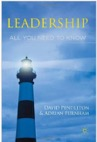 LEADERSHIP
ALL YOU NEED TO KNOW
DAVID PENDLETON
& ADRIAN FURNHAM